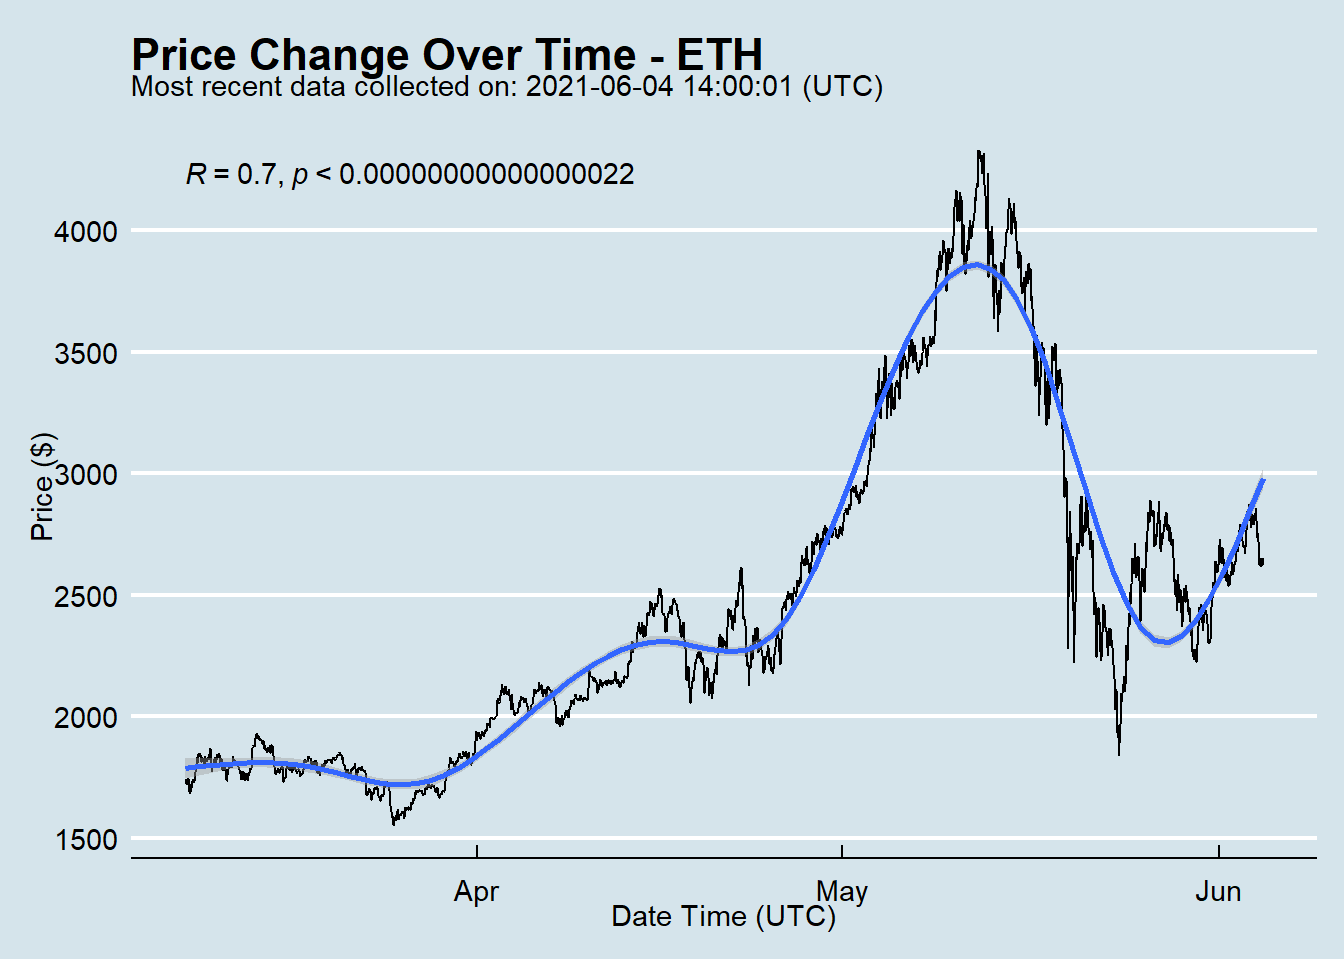 Price Change Over Time - ETH
Most recent data collected on: 2021-06-04 14:00:01 (UTC)
R = 0.7, p < 0.00000000000000022
4000
3500
3000
2500
2000
1500
Price ($)
Apr
May
Jun
Date Time (UTC)